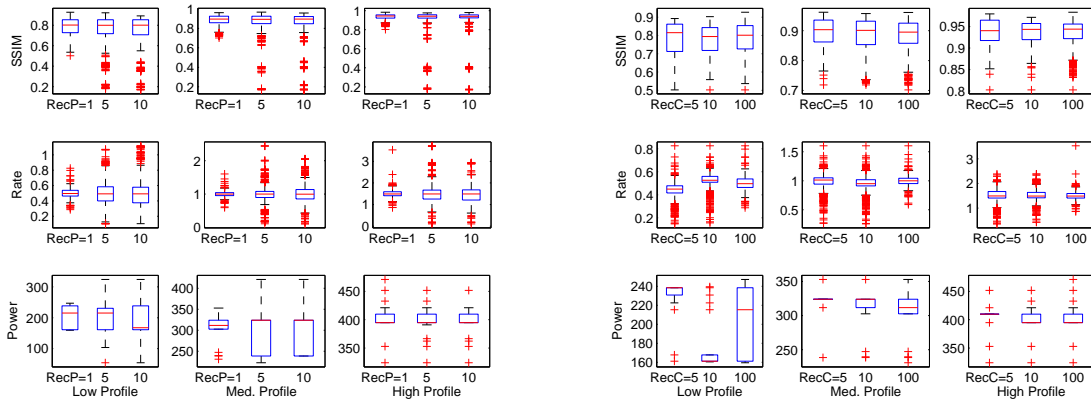 SSIM
0.8
0.6
0.4
0.2
RecP=1 5 10
1
0.8
0.6
0.4
0.2
RecP=1 5 10
1
0.8
0.6
0.4
0.2
RecP=1 5 10
Rate
1
0.8
0.6
0.4
0.2
RecP=1 5 10
2
1
0
RecP=1 5 10
3
2
1
0
RecP=1 5 10
Power
300
200
100
RecP=1 5 10
Low Profile
400
350
300
250
RecP=1 5 10
Med. Profile
450
400
350
RecP=1 5 10
High Profile
SSIM
0.9
0.8
0.7
0.6
0.5
RecC=5 10 100
0.9
0.8
0.7
RecC=5 10 100
0.95
0.9
0.85
0.8
RecC=5 10 100
Rate
0.8
0.6
0.4
0.2
RecC=5 10 100
1.5
1
0.5
RecC=5 10 100
3
2
1
RecC=5 10 100
Power
240
220
200
180
160
RecC=5 10 100
Low Profile
350
300
250
RecC=5 10 100
Med. Profile
450
400
350
RecC=5 10 100
High Profile